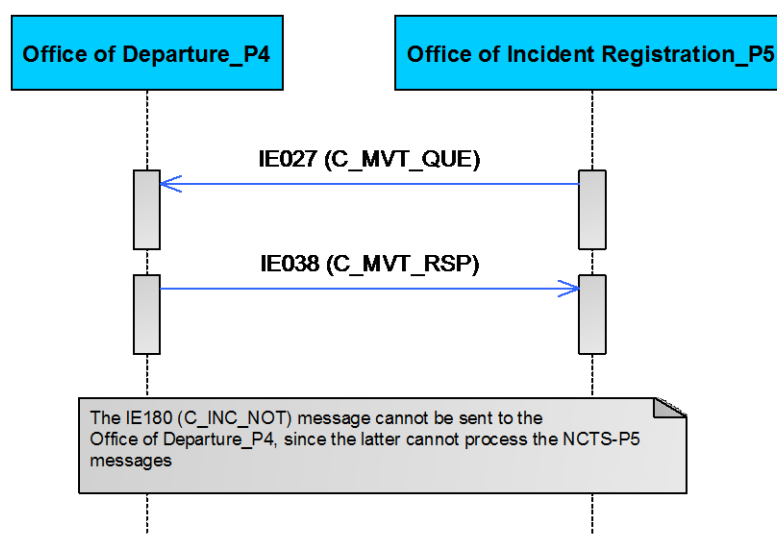 Office of Departure_P4
Office of Incident Registration_P5
IE027 (C_MVT_QUE)
IE038 (C_MVT_RSP)
The IE180 (C_INC_NOT) message cannot be sent to the
Office of Departure_P4, since the latter cannot process the NCTS-P5
messages